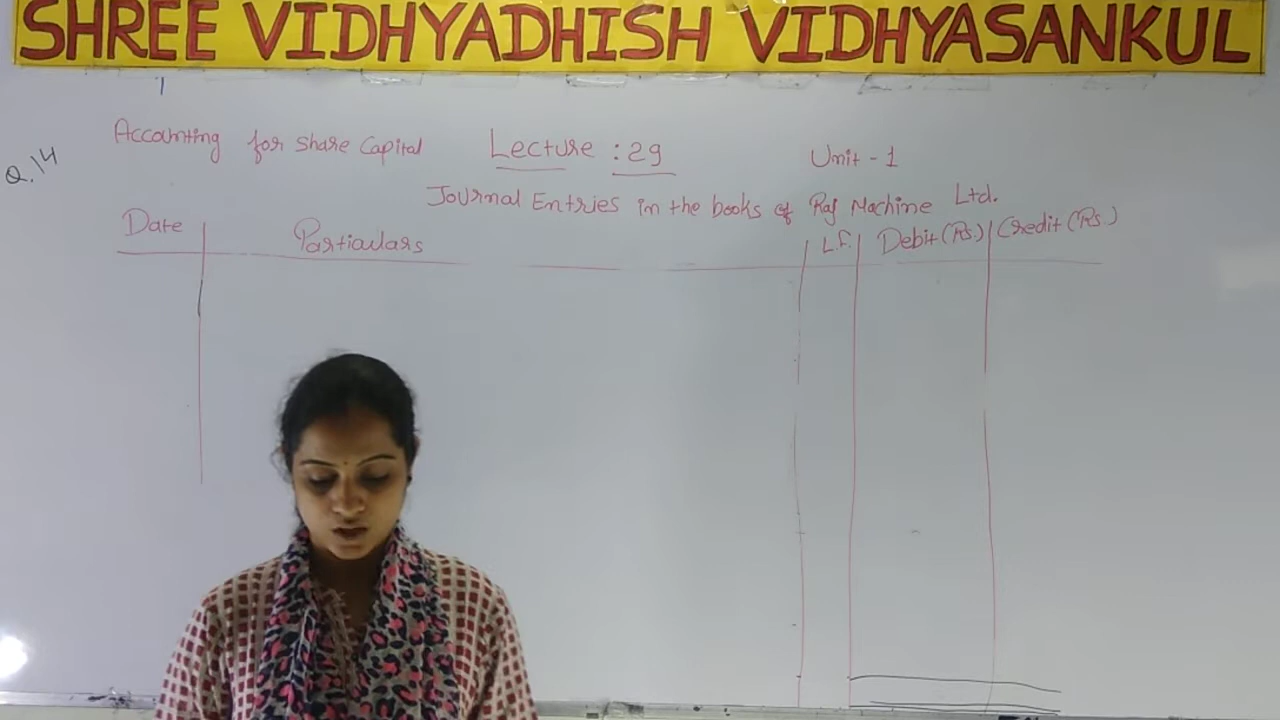 SHREE VIDHYADHISH VIDHYASANKUL
Q.14
Accounting for Share Capital Lecture : 29 Unit - 1
Journal Entries in the books of Raj Machine Ltd.
Date Particulars L.F. Debit (Rs.) Credit (Rs.)